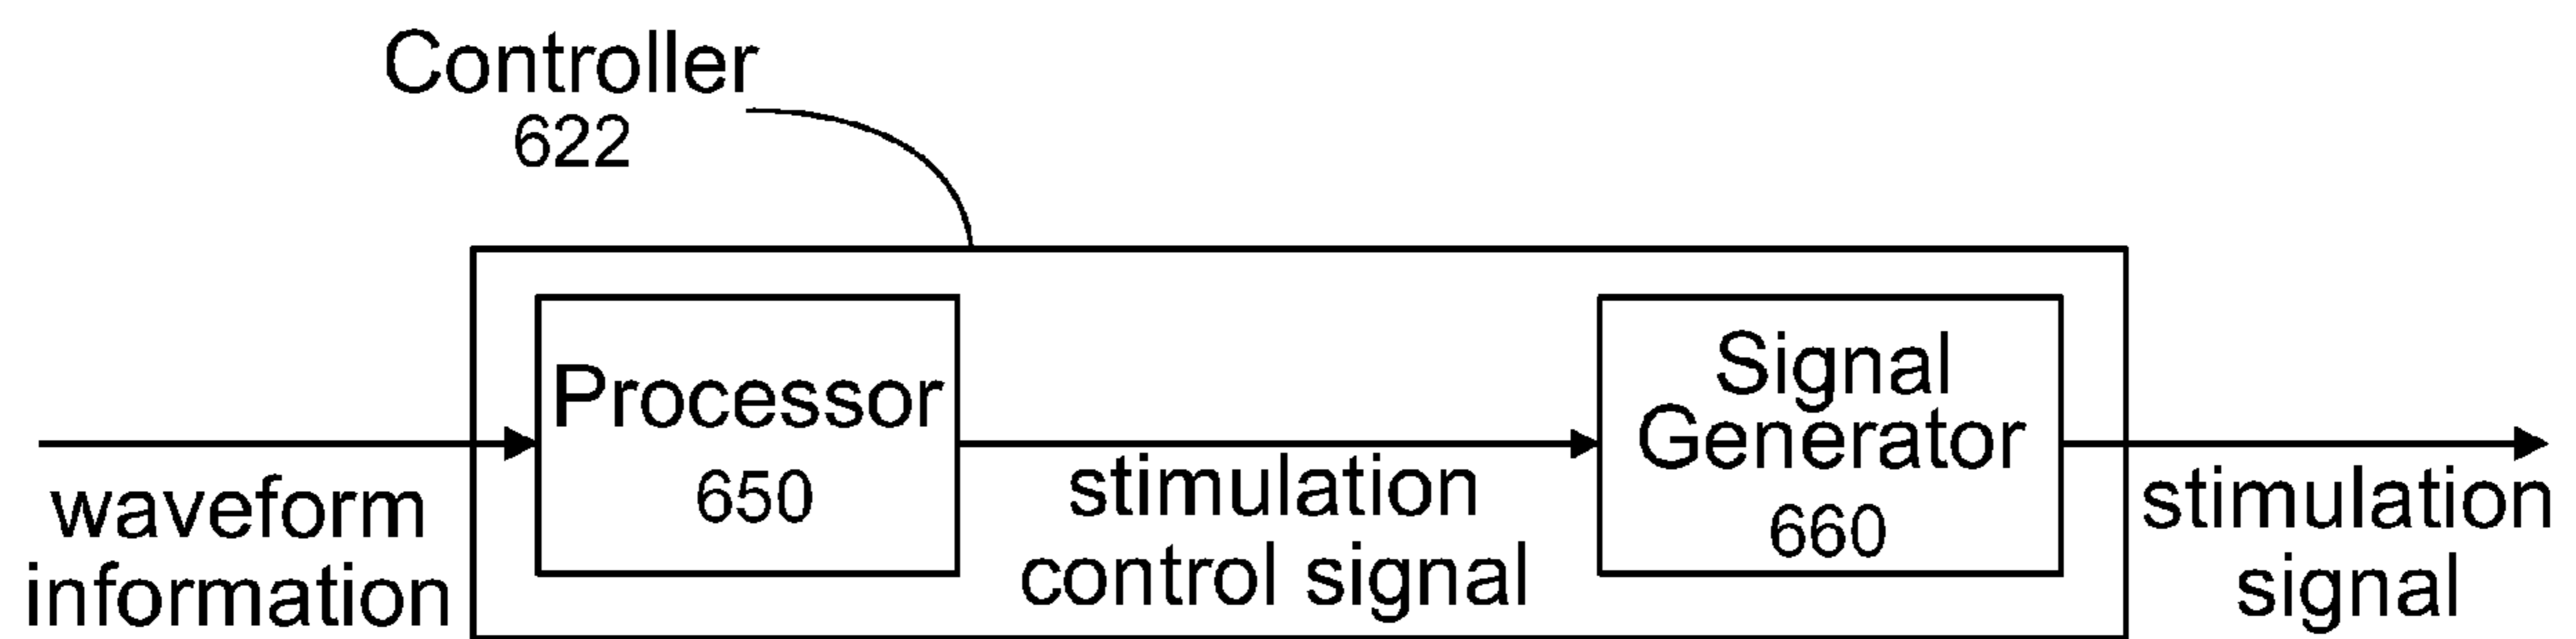 Controller
622
waveform
information
Processor
650
stimulation
control signal
Signal
Generator
660
stimulation
signal